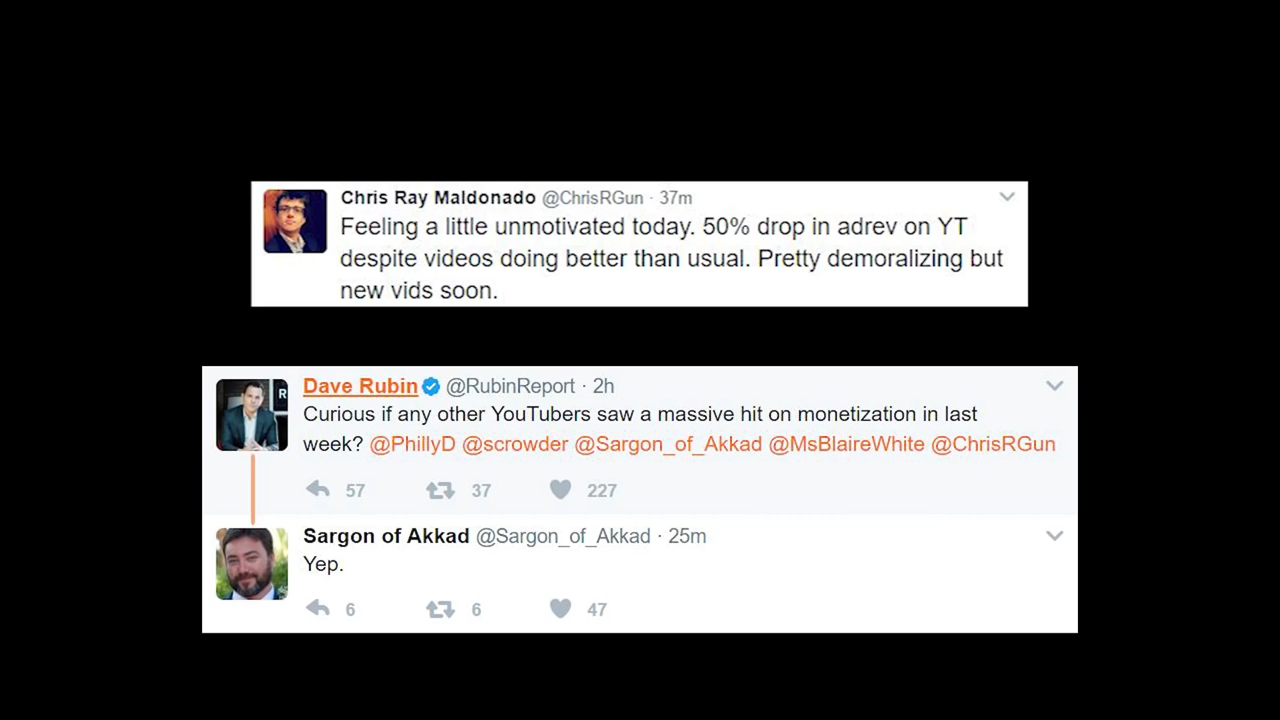 Chris Ray Maldonado @ChrisRGun · 37m
Feeling a little unmotivated today. 50% drop in adrev on YT
despite videos doing better than usual. Pretty demoralizing but
new vids soon.
Dave Rubin @RubinReport · 2h
Curious if any other YouTubers saw a massive hit on monetization in last
week? @PhillyD @scrowder @Sargon_of_Akkad @MsBlaireWhite @ChrisRGun
57 37 227
Sargon of Akkad @Sargon_of_Akkad · 25m
Yep.
6 6 47